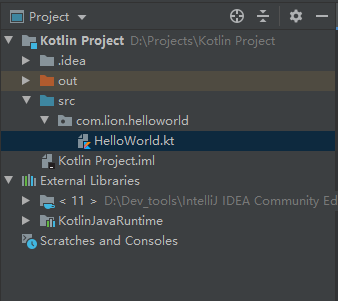 Project
Kotlin Project D:\Projects\Kotlin Project
.idea
out
src
com.lion.helloworld
HelloWorld.kt
Kotlin Project.iml
External Libraries
< 11 > D:\Dev_tools\IntelliJ IDEA Community Ed
KotlinJavaRuntime
Scratches and Consoles